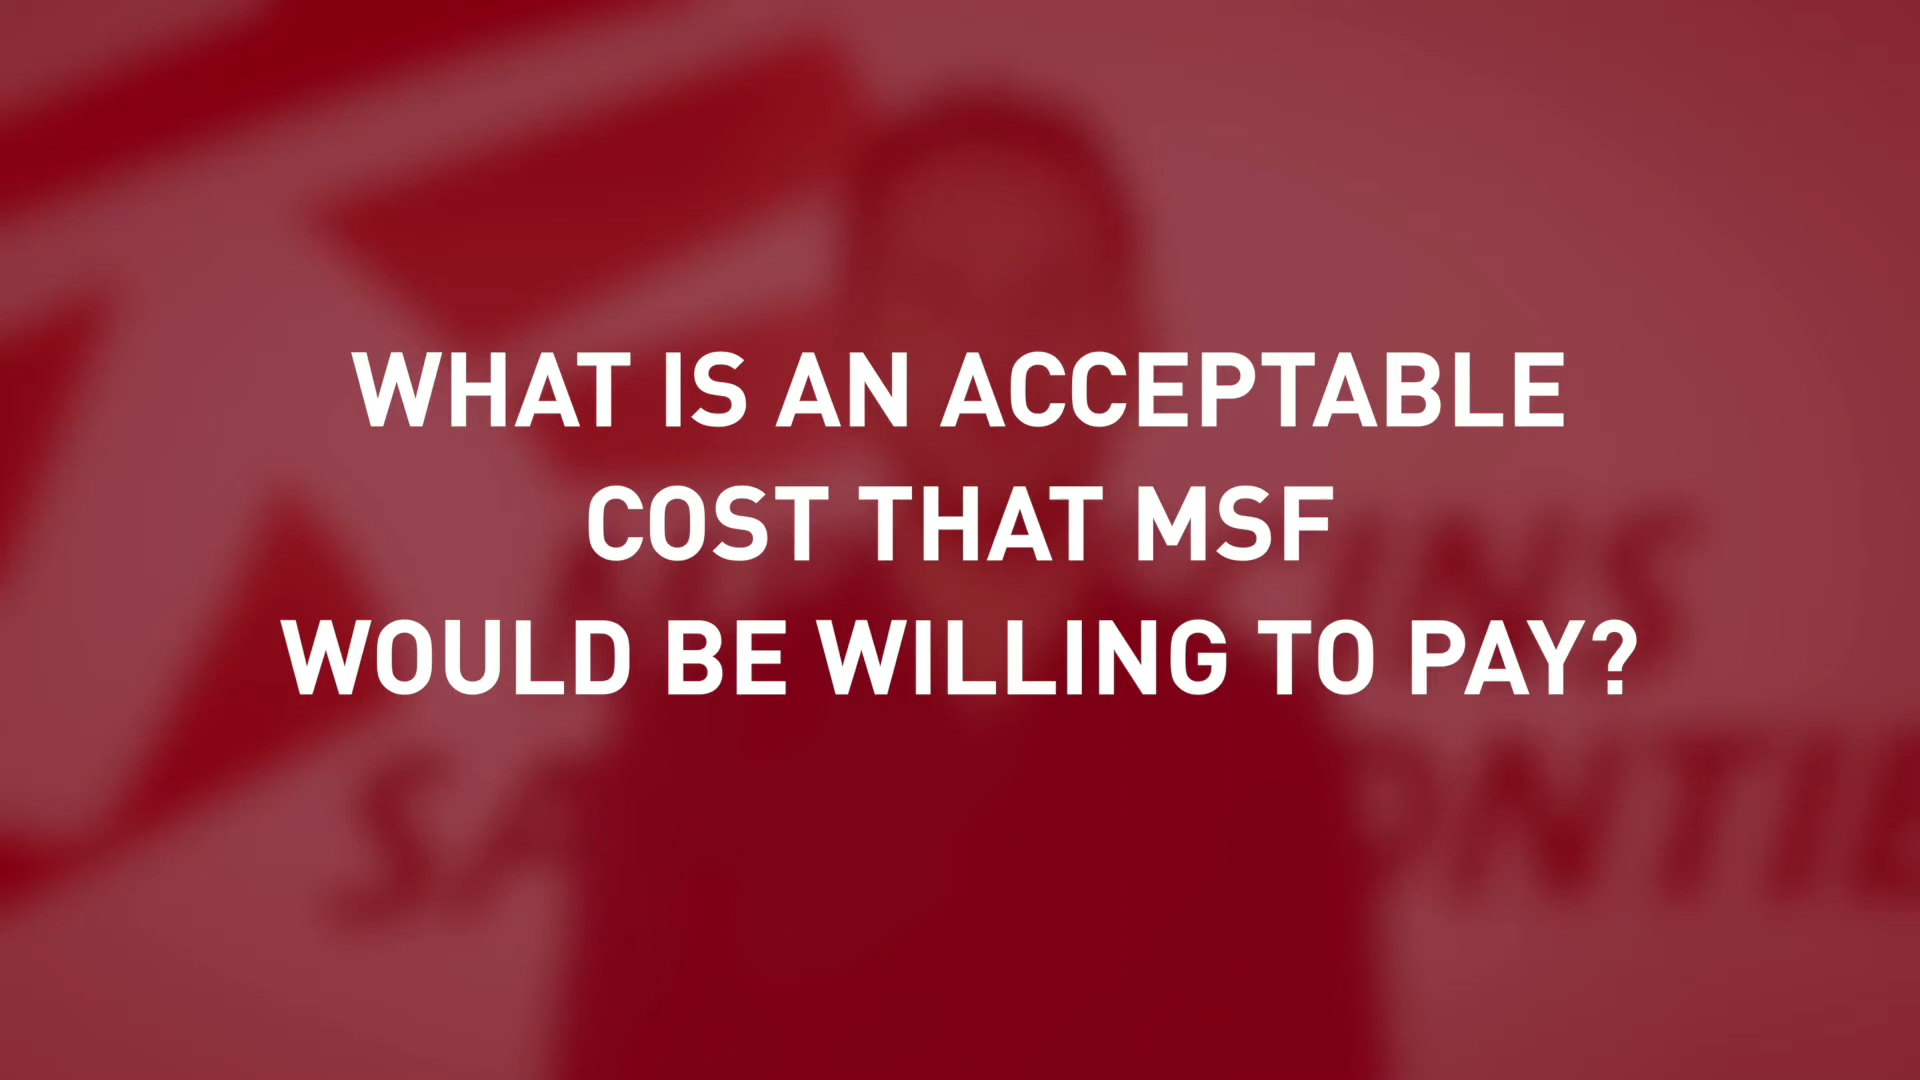 WHAT IS AN ACCEPTABLE
COST THAT MSF
WOULD BE WILLING TO PAY?